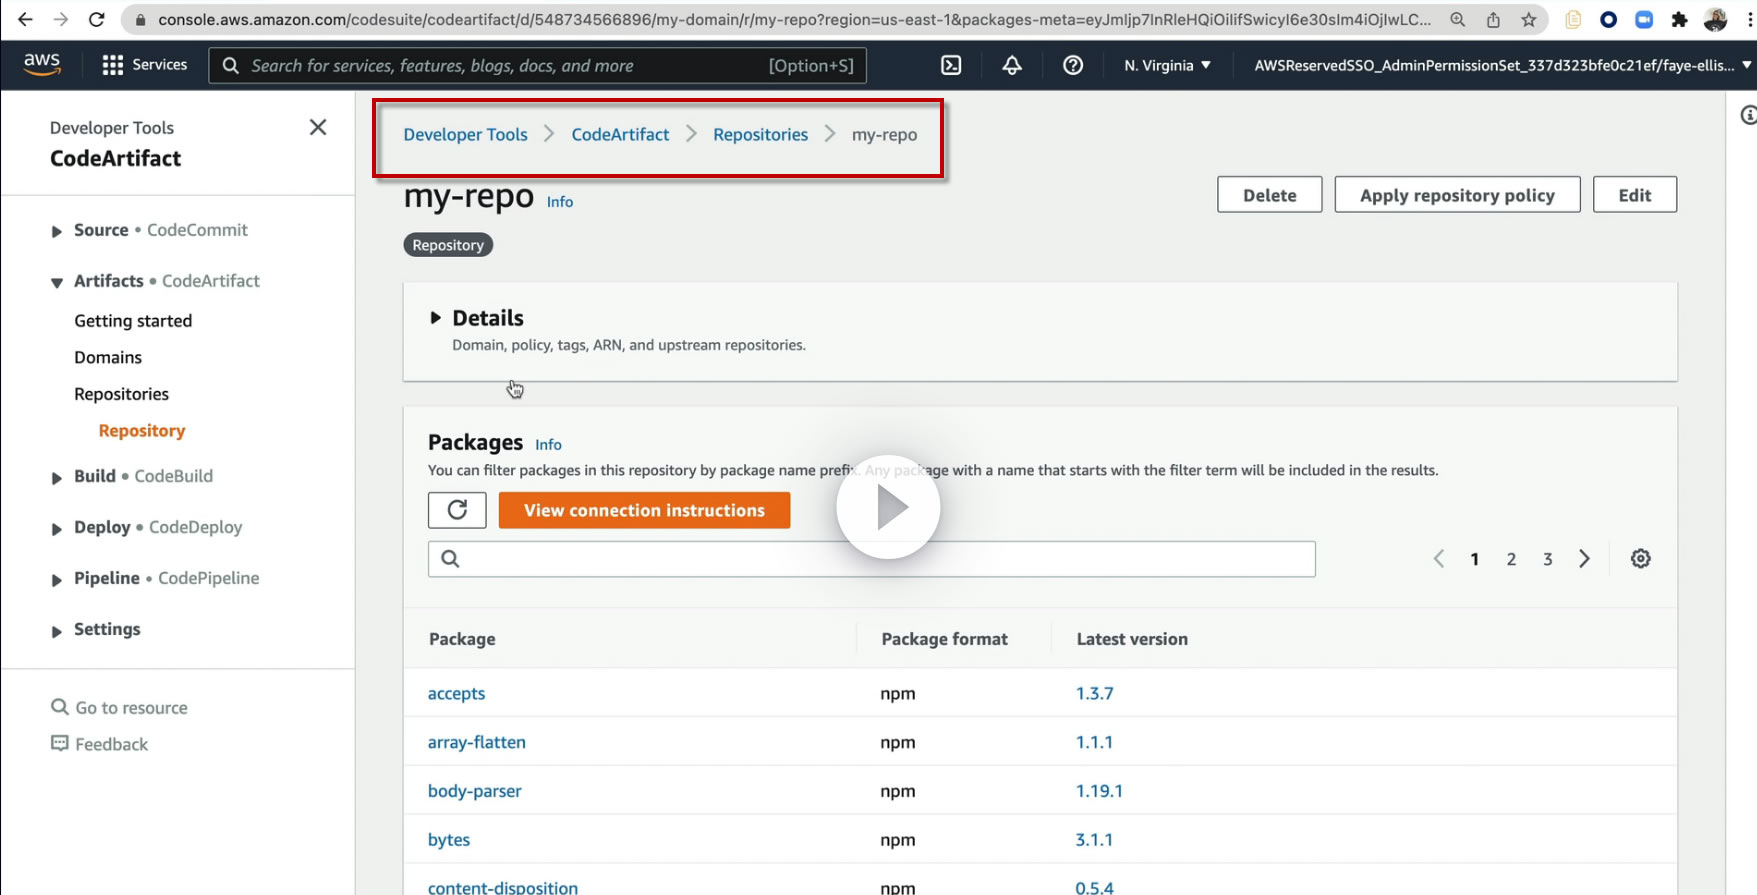 console.aws.amazon.com/codesuite/codeartifact/d/548734566896/my-domain/r/my-repo?region=us-east-1&packages-meta=eyJmIjp7InRleHQiOiIifSwicyI6e30sIm4iOjIwLC...
aws
Services
Search for services, features, blogs, docs, and more
[Option+S]
N. Virginia
AWSReservedSSO_AdminPermissionSet_337d323bfe0c21ef/faye-ellis...
Developer Tools
CodeArtifact
Source • CodeCommit
Artifacts • CodeArtifact
Getting started
Domains
Repositories
Repository
Build • CodeBuild
Deploy • CodeDeploy
Pipeline • CodePipeline
Settings
Go to resource
Feedback
Developer Tools > CodeArtifact > Repositories > my-repo
my-repo Info
Delete
Apply repository policy
Edit
Repository
Details
Domain, policy, tags, ARN, and upstream repositories.
Packages Info
You can filter packages in this repository by package name prefix. Any package with a name that starts with the filter term will be included in the results.
View connection instructions
1 2 3
Package Package format Latest version
accepts npm 1.3.7
array-flatten npm 1.1.1
body-parser npm 1.19.1
bytes npm 3.1.1
content-disposition npm 0.5.4